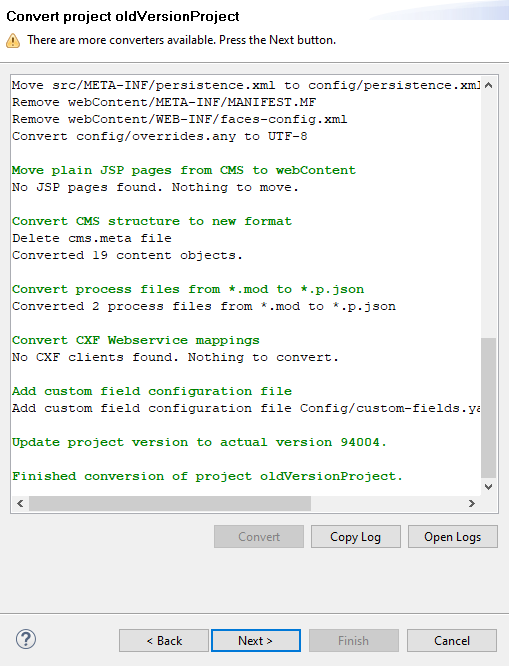 Convert project oldVersionProject
There are more converters available. Press the Next button.
Move src/META-INF/persistence.xml to config/persistence.xml
Remove webContent/META-INF/MANIFEST.MF
Remove webContent/WEB-INF/faces-config.xml
Convert config/overrides.any to UTF-8
Move plain JSP pages from CMS to webContent
No JSP pages found. Nothing to move.
Convert CMS structure to new format
Delete cms.meta file
Converted 19 content objects.
Convert process files from *.mod to *.p.json
Converted 2 process files from *.mod to *.p.json
Convert CXF Webservice mappings
No CXF clients found. Nothing to convert.
Add custom field configuration file
Add custom field configuration file Config/custom-fields.ya
Update project version to actual version 94004.
Finished conversion of project oldVersionProject.
Convert
Copy Log
Open Logs
?
< Back
Next >
Finish
Cancel